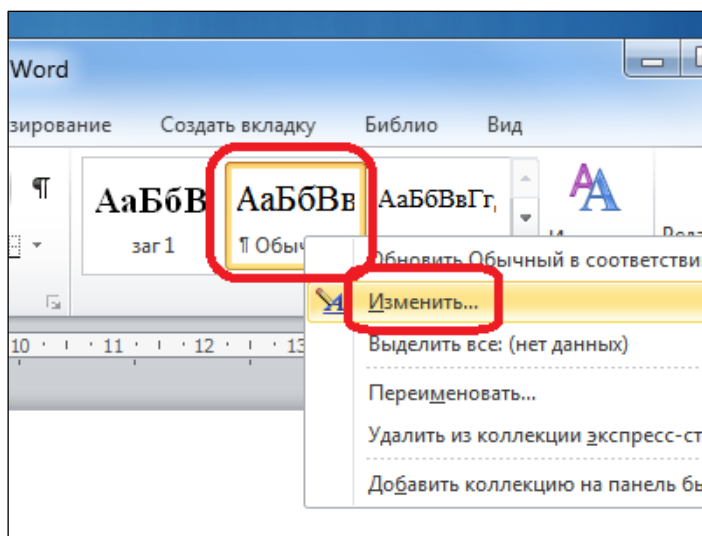 Word
зирование Создать вкладку Библио Вид
¶ АаБбВ АаБбВв АаБбВвГг,
заг 1 ¶ Обыч
Обновить Обычный в соответстви
Изменить...
10 11 12 13
Выделить все: (нет данных)
Переименовать...
Удалить из коллекции экспресс-ст
Добавить коллекцию на панель бы